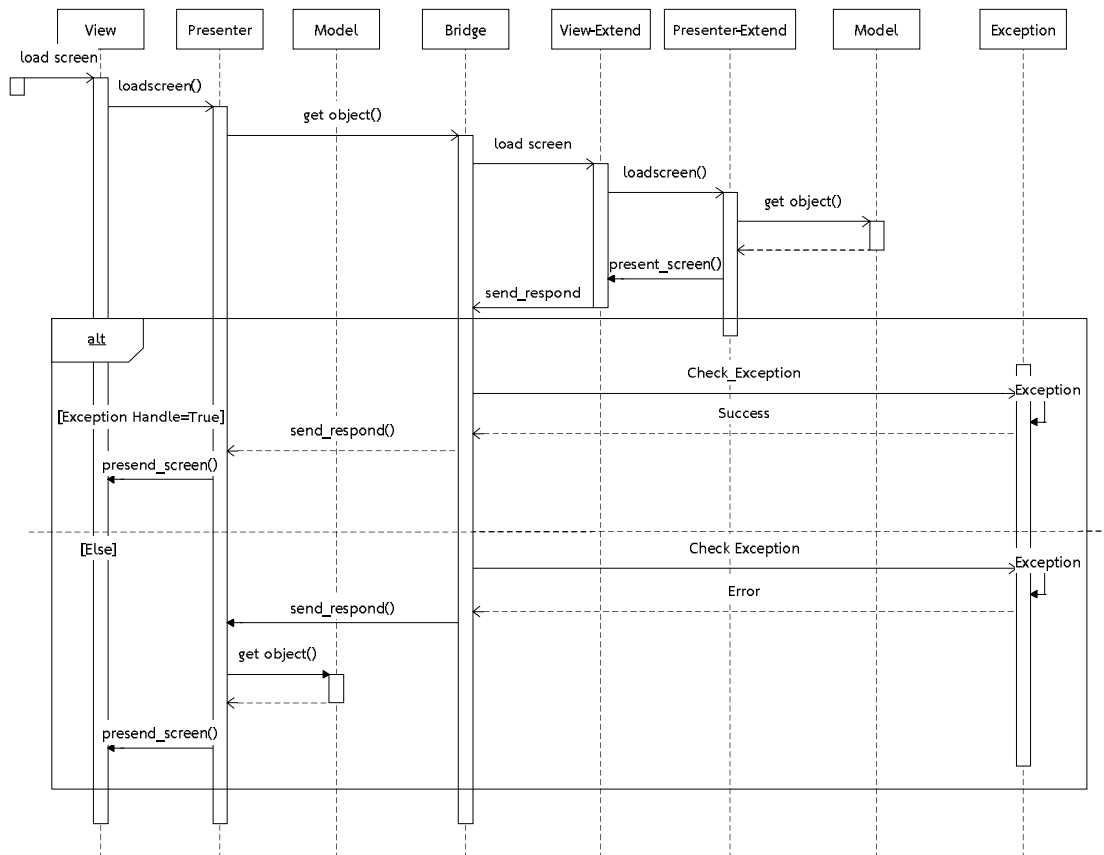 View
Presenter
Model
Bridge
View-Extend
Presenter-Extend
Model
Exception
load screen
loadscreen()
get object()
load screen
loadscreen()
get object()
present_screen()
send_respond
alt
Check_Exception
Exception
[Exception Handle=True]
Success
send_respond()
presend_screen()
[Else]
Check Exception
Exception
Error
send_respond()
get object()
presend_screen()